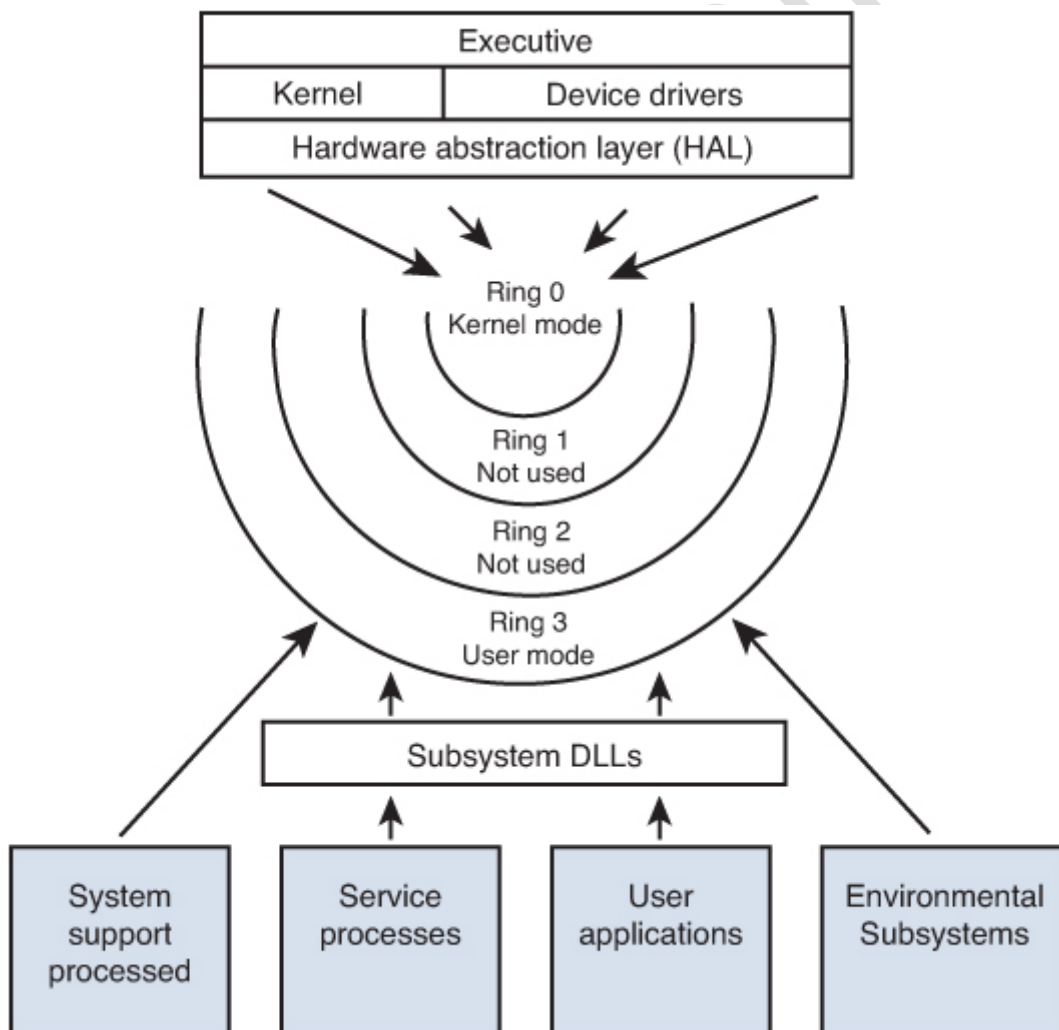 Executive
Kernel
Device drivers
Hardware abstraction layer (HAL)
Ring 0
Kernel mode
Ring 1
Not used
Ring 2
Not used
Ring 3
User mode
Subsystem DLLs
System
support
processed
Service
processes
User
applications
Environmental
Subsystems